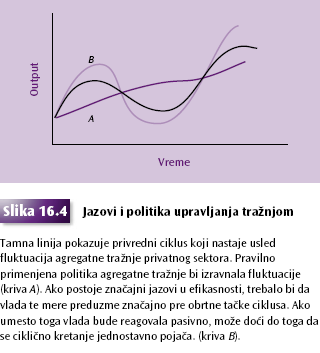 Output
B
A
Vreme
Slika 16.4 Jazovi i politika upravljanja tražnjom
Tamna linija pokazuje privredni ciklus koji nastaje usled
fluktuacija agregatne tražnje privatnog sektora. Pravilno
primenjena politika agregatne tražnje bi izravnala fluktuacije
(kriva A). Ako postoje značajni jazovi u efikasnosti, trebalo bi da
vlada te mere preduzme značajno pre obrtne tačke ciklusa. Ako
umesto toga vlada bude reagovala pasivno, može doći do toga da
se ciklično kretanje jednostavno pojača. (kriva B).